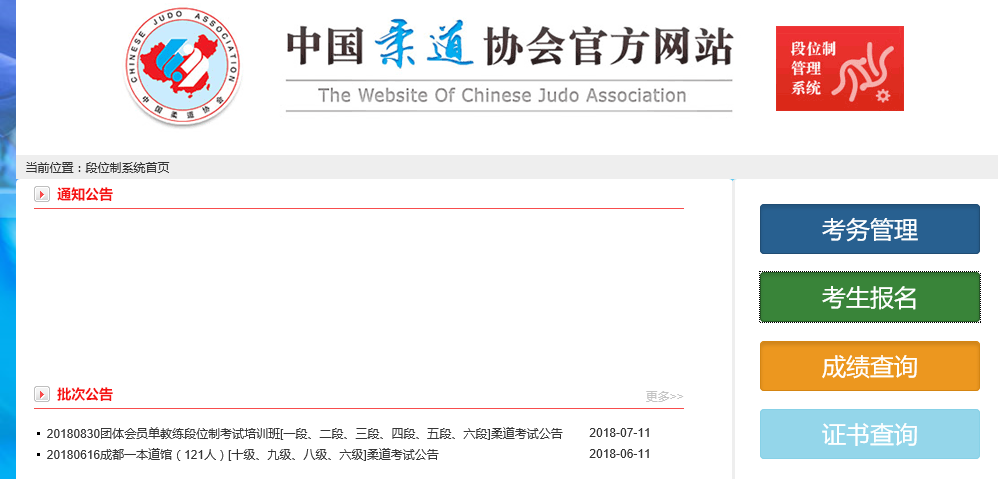 CHINESE JUDO ASSOCIATION
中国柔道协会
中国柔道协会官方网站
The Website Of Chinese Judo Association
段位制
管理
系统
当前位置：段位制系统首页
通知公告
考务管理
考生报名
成绩查询
证书查询
批次公告
更多>>
20180830团体会员单教练段位制考试培训班[一段、二段、三段、四段、五段、六段]柔道考试公告 2018-07-11
20180616成都一本道馆（121人）[十级、九级、八级、六级]柔道考试公告 2018-06-11